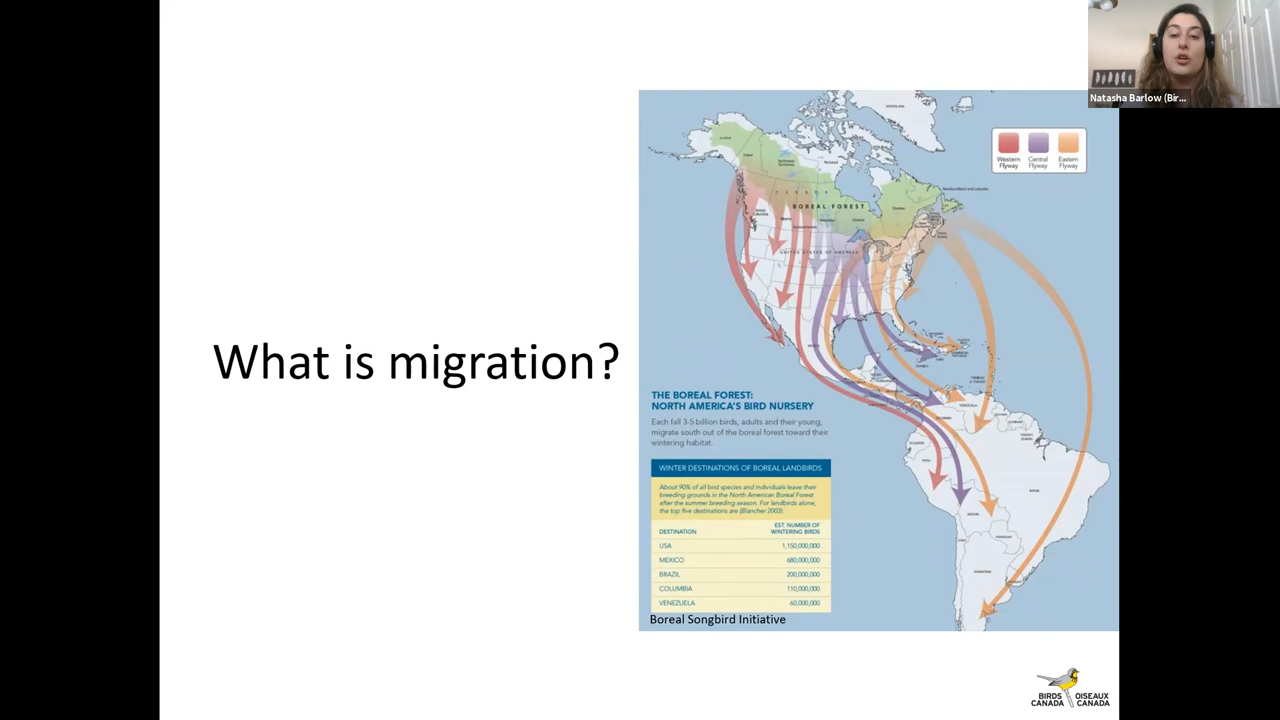 Natasha Barlow (Bir...
What is migration?
Western
Flyway
Central
Flyway
Eastern
Flyway
CANADA
BOREAL FOREST
UNITED STATES OF AMERICA
THE BOREAL FOREST:
NORTH AMERICA'S BIRD NURSERY
Each fall 3-5 billion birds, adults and their young,
migrate south out of the boreal forest toward their
wintering habitat.
WINTER DESTINATIONS OF BOREAL LANDBIRDS
About 90% of all bird species and individuals leave their
breeding grounds in the North American Boreal Forest
after the summer breeding season. For landbirds alone,
the top five destinations are (Blancher 2003):
DESTINATION EST. NUMBER OF
WINTERING BIRDS
USA 1,150,000,000
MEXICO 680,000,000
BRAZIL 200,000,000
COLUMBIA 110,000,000
VENEZUELA 60,000,000
Boreal Songbird Initiative
BIRDS OISEAUX
CANADA CANADA